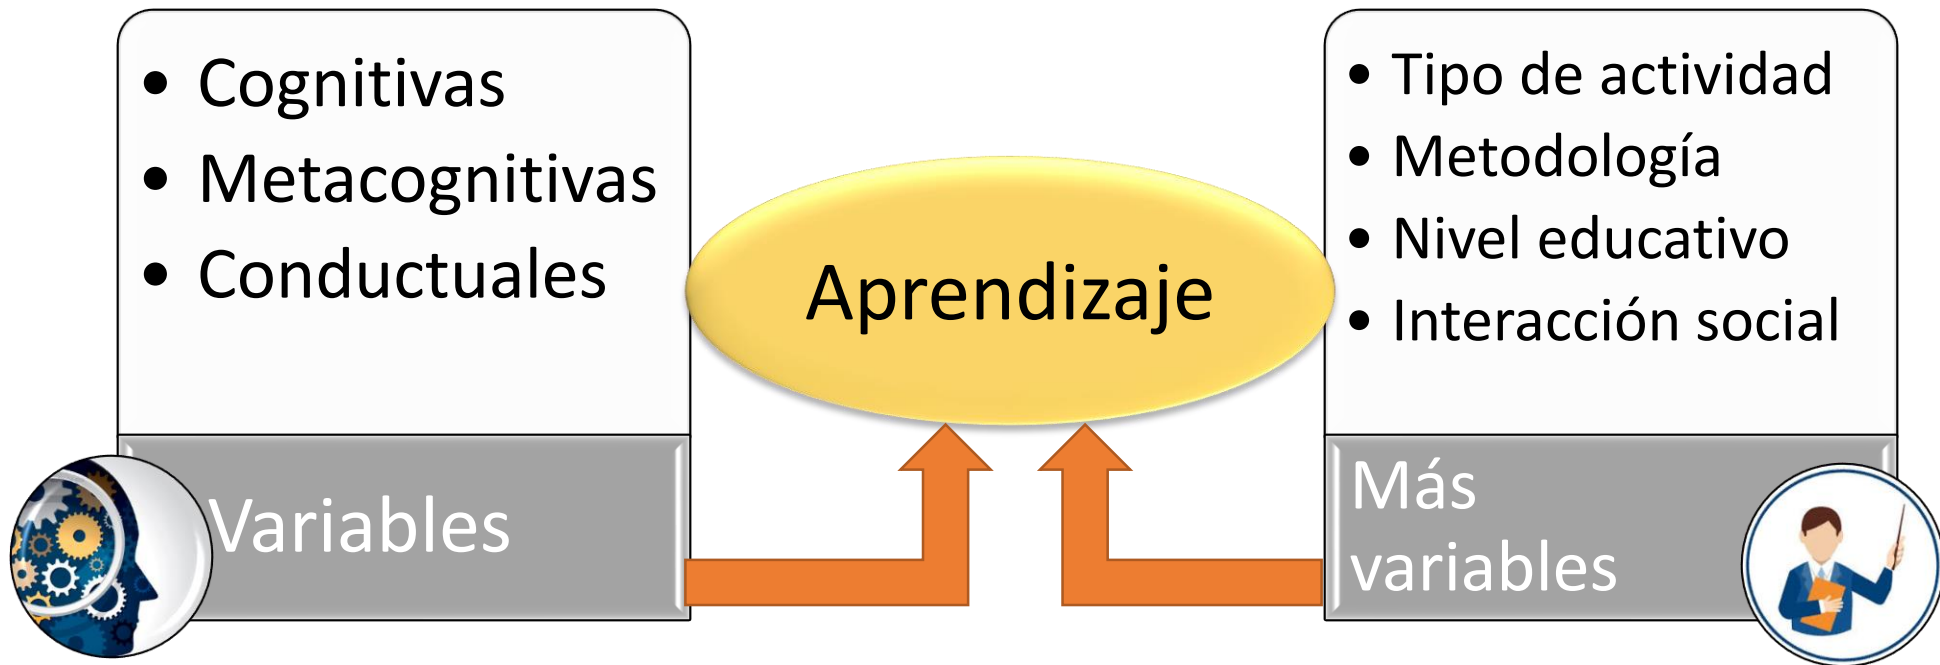 • Cognitivas
• Metacognitivas
• Conductuales
Variables
Aprendizaje
• Tipo de actividad
• Metodología
• Nivel educativo
• Interacción social
Más
variables